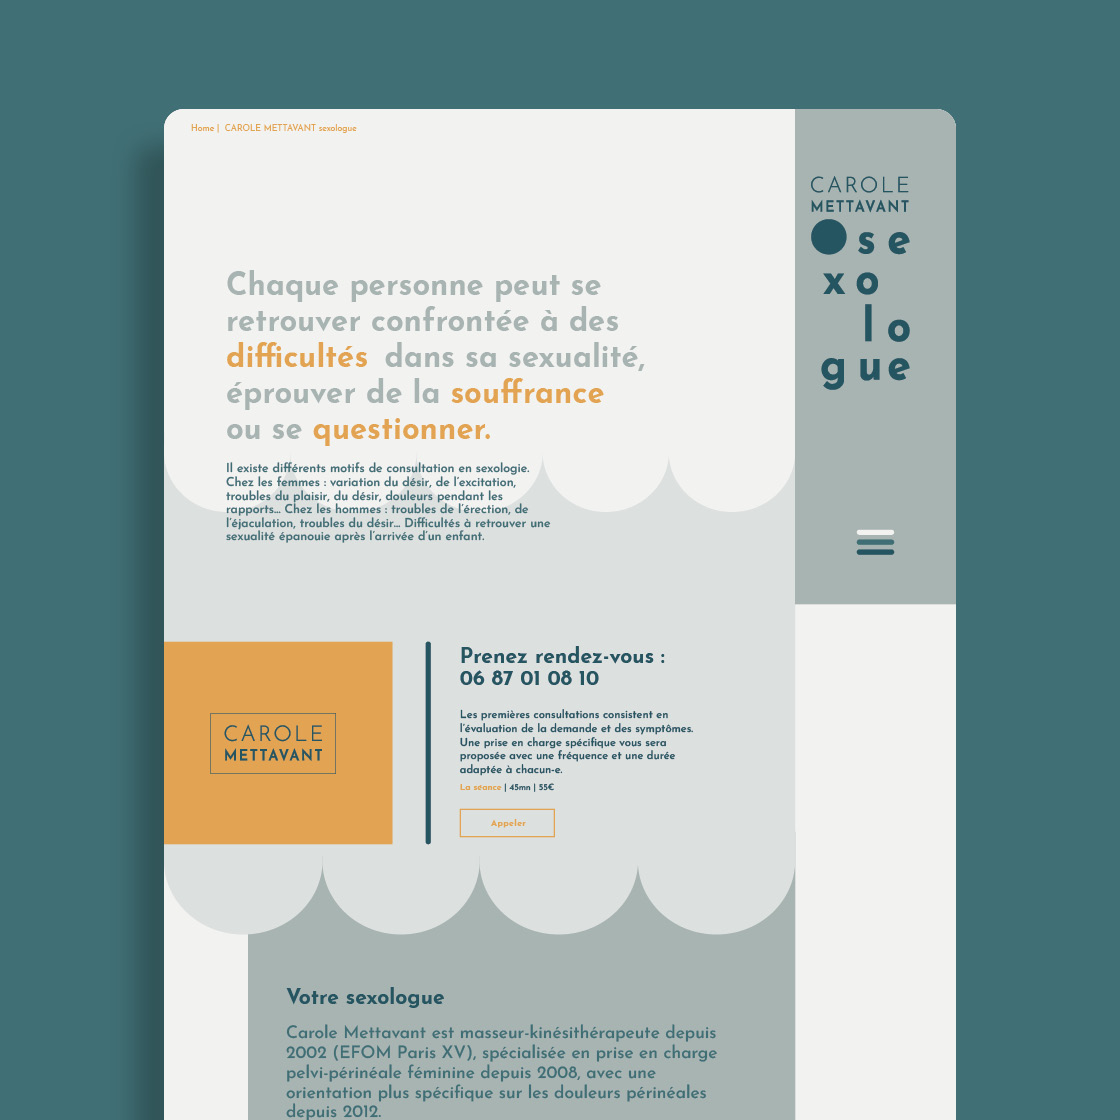 Home | CAROLE METTAVANT sexologue
CAROLE
METTAVANT
se
xo
lo
gue
Chaque personne peut se
retrouver confrontée à des
difficultés dans sa sexualité,
éprouver de la souffrance
ou se questionner.
Il existe différents motifs de consultation en sexologie.
Chez les femmes : variation du désir, de l'excitation,
troubles du plaisir, du désir, douleurs pendant les
rapports... Chez les hommes : troubles de l'érection, de
l'éjaculation, troubles du désir... Difficultés à retrouver une
sexualité épanouie après l'arrivée d'un enfant.
CAROLE
METTAVANT
Prenez rendez-vous :
06 87 01 08 10
Les premières consultations consistent en
l'évaluation de la demande et des symptômes.
Une prise en charge spécifique vous sera
proposée avec une fréquence et une durée
adaptée à chacun-e.
La séance | 45mn | 55€
Appeler
Votre sexologue
Carole Mettavant est masseur-kinésithérapeute depuis
2002 (EFOM Paris XV), spécialisée en prise en charge
pelvi-périnéale féminine depuis 2008, avec une
orientation plus spécifique sur les douleurs périnéales
depuis 2012.